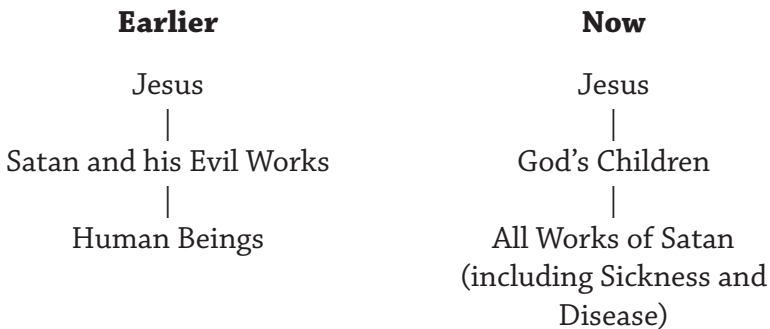 Earlier
Jesus
|
Satan and his Evil Works
|
Human Beings
Now
Jesus
|
God’s Children
|
All Works of Satan
(including Sickness and
Disease)